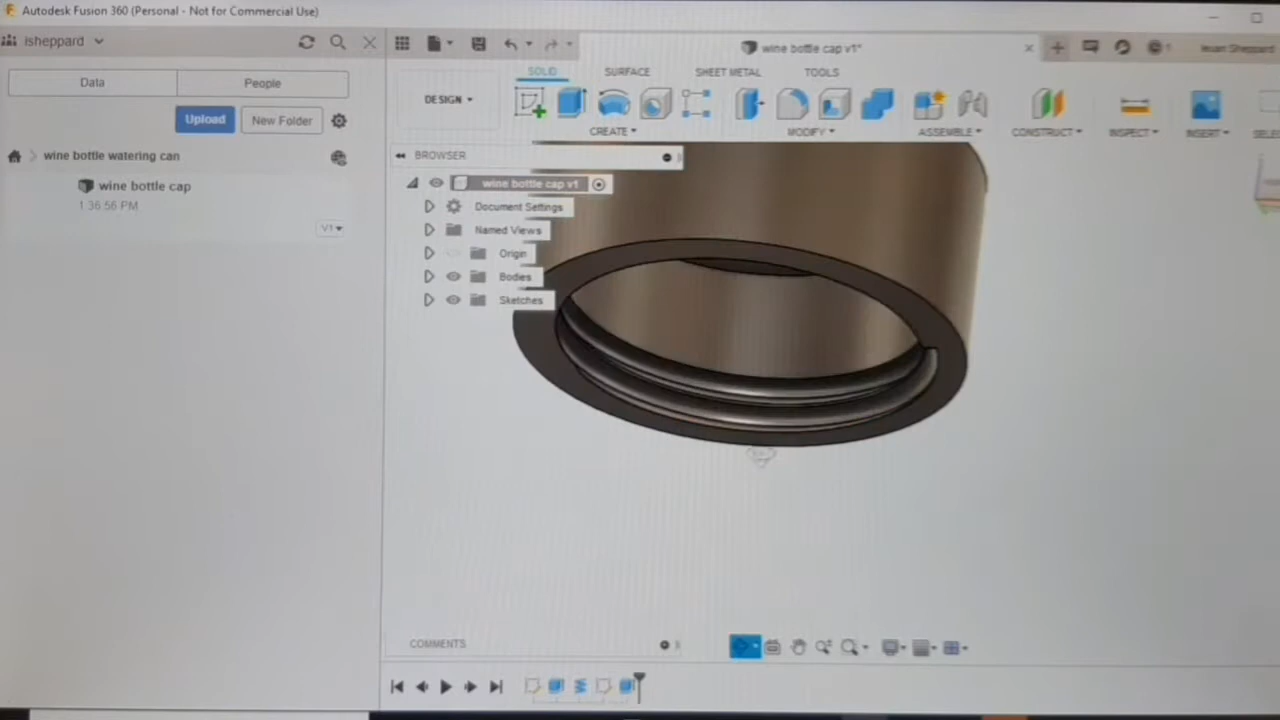 Autodesk Fusion 360 (Personal - Not for Commercial Use)
isheppard
wine bottle cap v1*
SOLID SURFACE SHEET METAL TOOLS
Data People
DESIGN
Upload New Folder
CREATE MODIFY ASSEMBLE CONSTRUCT INSPECT INSERT
wine bottle watering can
BROWSER
wine bottle cap
1:36:56 PM
V1
wine bottle cap v1
Document Settings
Named Views
Origin
Bodies
Sketches
COMMENTS